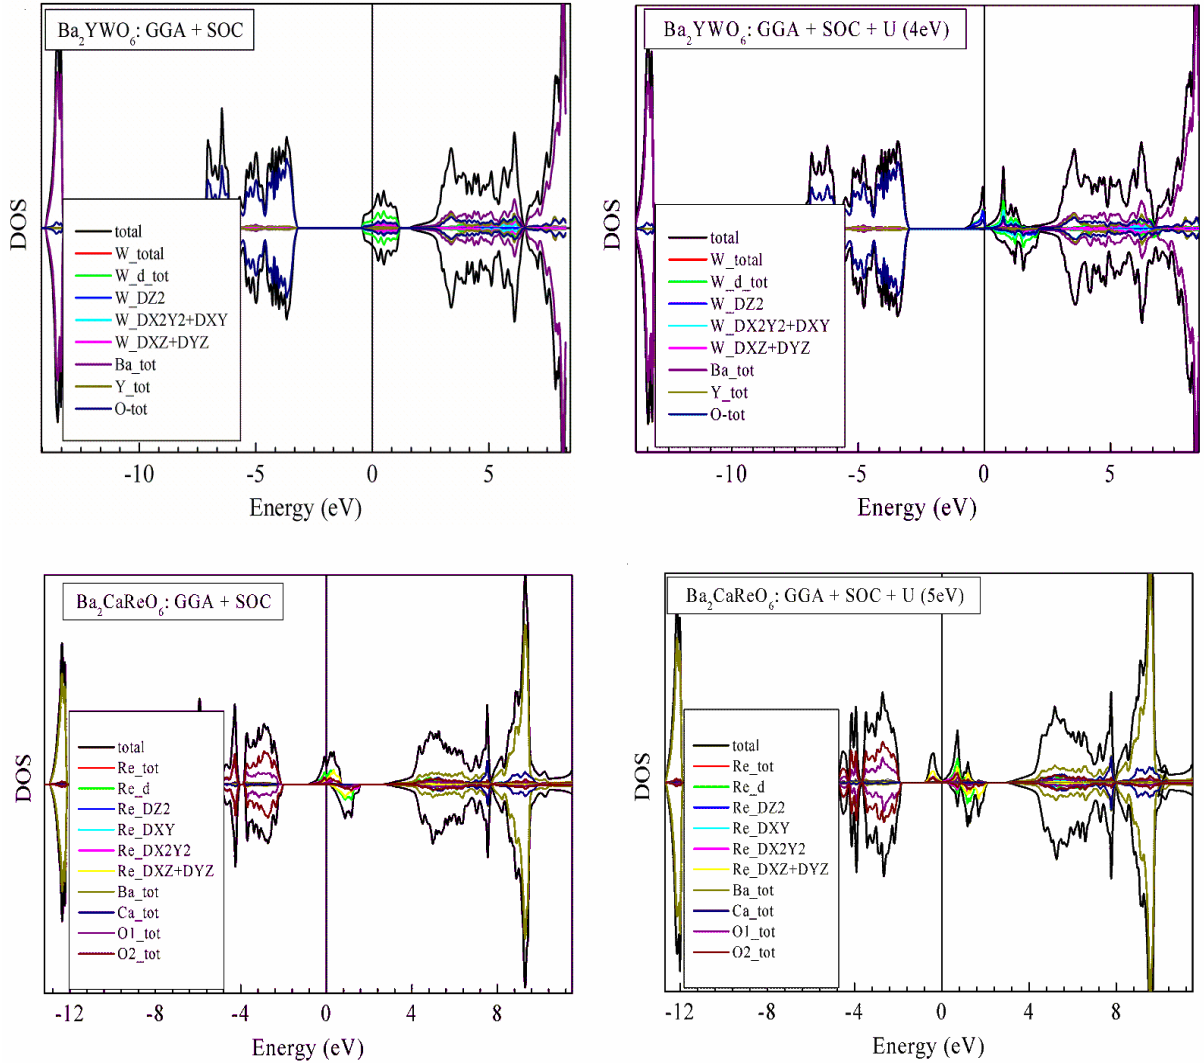 Ba2YWO6: GGA + SOC
DOS
total
W_total
W_d_tot
W_DZ2
W_DX2Y2+DXY
W_DXZ+DYZ
Ba_tot
Y_tot
O-tot
-10 -5 0 5
Energy (eV)
Ba2YWO6: GGA + SOC + U (4eV)
DOS
total
W_total
W_d_tot
W_DZ2
W_DX2Y2+DXY
W_DXZ+DYZ
Ba_tot
Y_tot
O-tot
-10 -5 0 5
Energy (eV)
Ba2CaReO6: GGA + SOC
DOS
total
Re_tot
Re_d
Re_DZ2
Re_DXY
Re_DX2Y2
Re_DXZ+DYZ
Ba_tot
Ca_tot
O1_tot
O2_tot
-12 -8 -4 0 4 8
Energy (eV)
Ba2CaReO6: GGA + SOC + U (5eV)
DOS
total
Re_tot
Re_d
Re_DZ2
Re_DXY
Re_DX2Y2
Re_DXZ+DYZ
Ba_tot
Ca_tot
O1_tot
O2_tot
-12 -8 -4 0 4 8
Energy (eV)